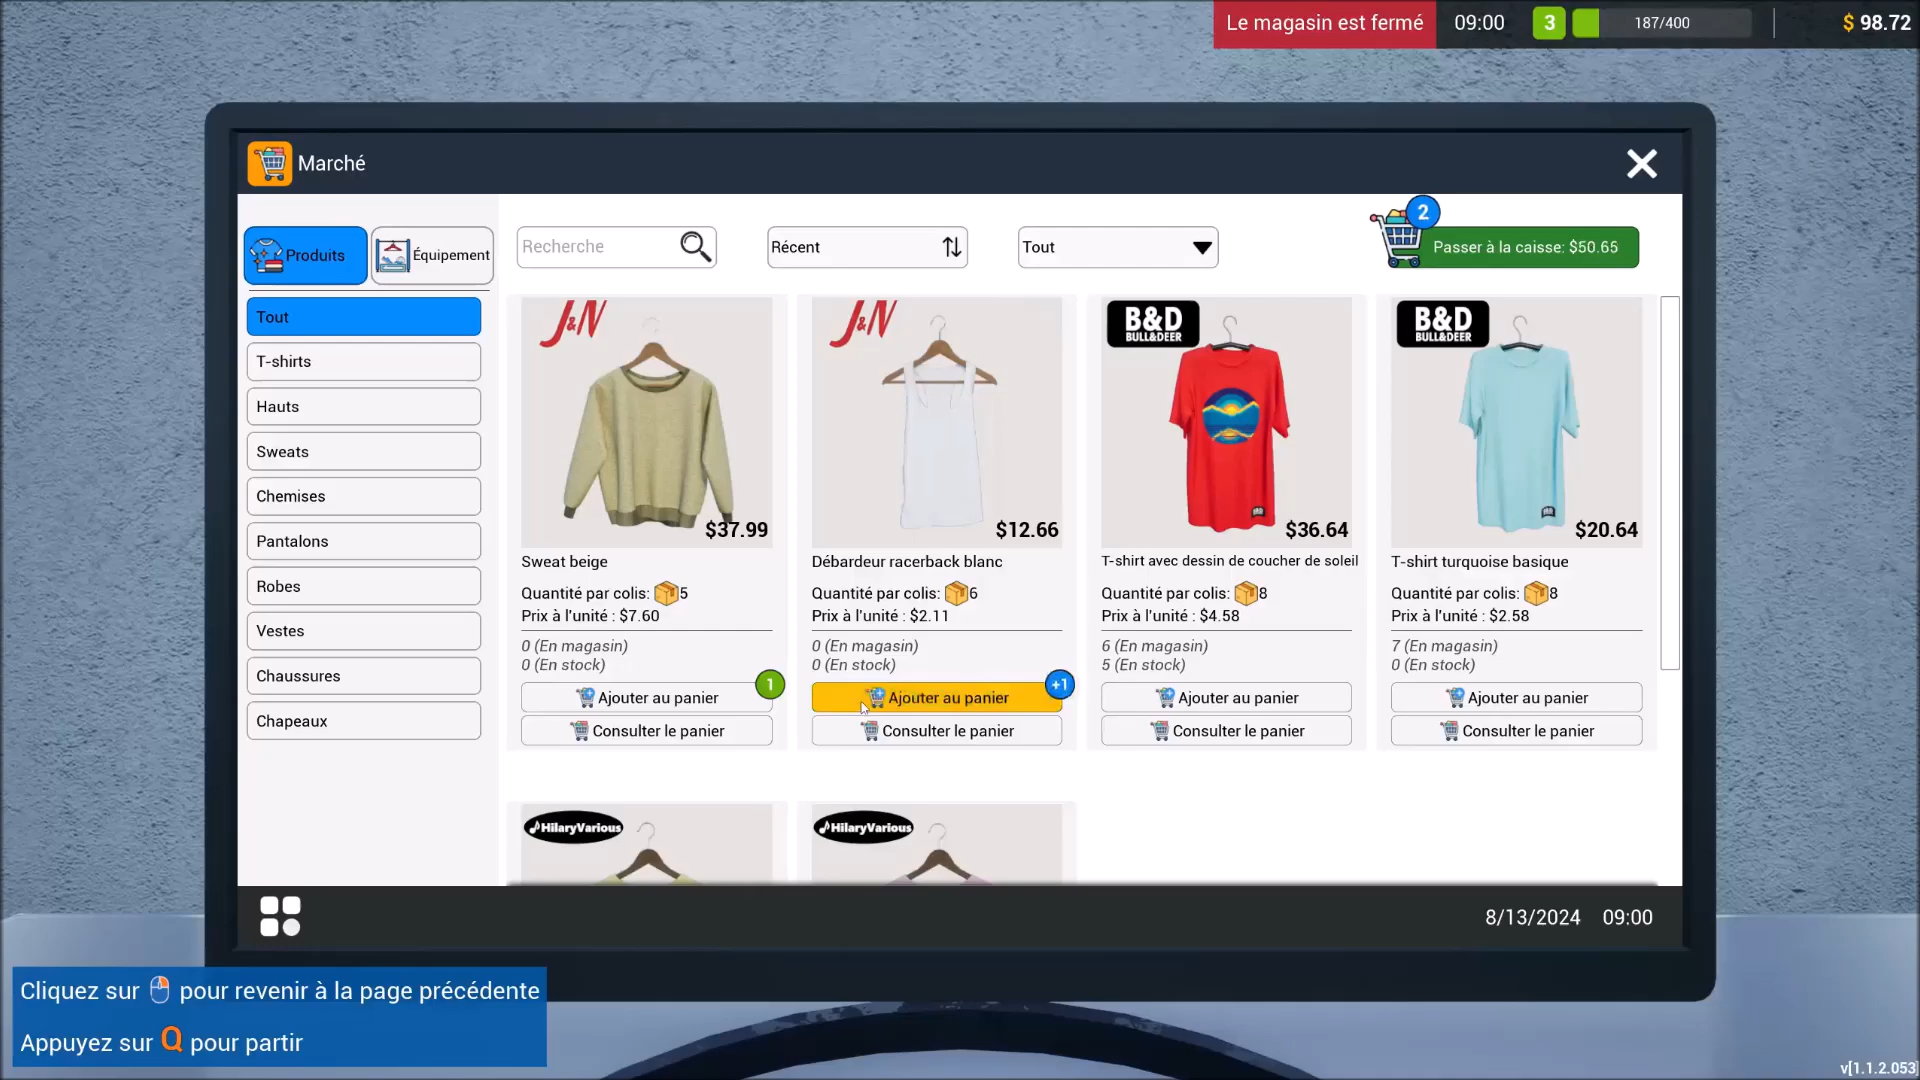 Le magasin est fermé 09:00 3 187/400 $ 98.72
Marché
Produits Équipement
Recherche Récent Tout 2 Passer à la caisse: $50.65
Tout
T-shirts
Hauts
Sweats
Chemises
Pantalons
Robes
Vestes
Chaussures
Chapeaux
J&N
$37.99
Sweat beige
Quantité par colis: 5
Prix à l'unité : $7.60
0 (En magasin)
0 (En stock)
1
Ajouter au panier
Consulter le panier
J&N
$12.66
Débardeur racerback blanc
Quantité par colis: 6
Prix à l'unité : $2.11
0 (En magasin)
0 (En stock)
+1
Ajouter au panier
Consulter le panier
B&D
BULL&DEER
$36.64
T-shirt avec dessin de coucher de soleil
Quantité par colis: 8
Prix à l'unité : $4.58
6 (En magasin)
5 (En stock)
Ajouter au panier
Consulter le panier
B&D
BULL&DEER
$20.64
T-shirt turquoise basique
Quantité par colis: 8
Prix à l'unité : $2.58
7 (En magasin)
0 (En stock)
Ajouter au panier
Consulter le panier
HilaryVarious
HilaryVarious
8/13/2024 09:00
Cliquez sur pour revenir à la page précédente
Appuyez sur Q pour partir
v[1.1.2.053]